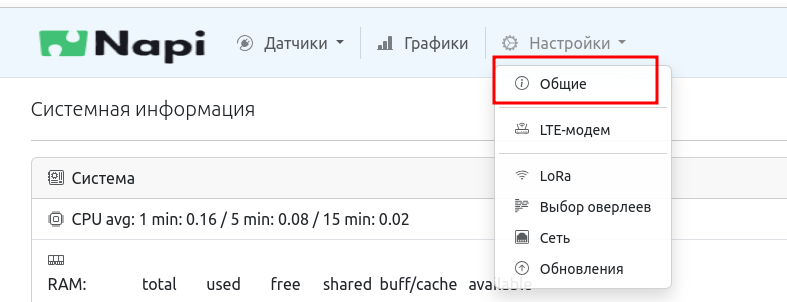 Napi Датчики Графики Настройки
Общие
Системная информация
LTE-модем
Система
LoRa
Выбор оверлеев
CPU avg: 1 min: 0.16 / 5 min: 0.08 / 15 min: 0.02
Сеть
Обновления
RAM: total used free shared buff/cache available